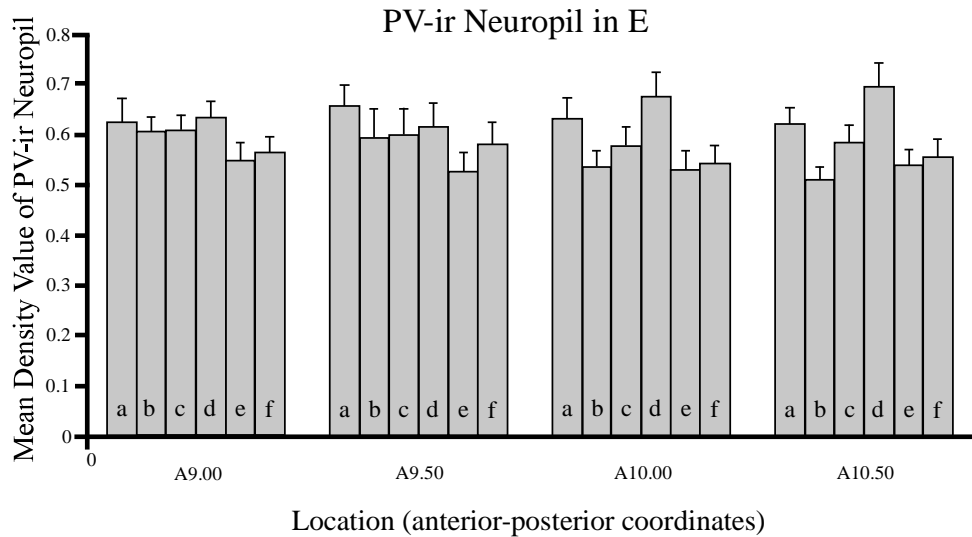 PV-ir Neuropil in E
Mean Density Value of PV-ir Neuropil
0.8
0.7
0.6
0.5
0.4
0.3
0.2
0.1
0
a b c d e f
a b c d e f
a b c d e f
a b c d e f
0
A9.00 A9.50 A10.00 A10.50
Location (anterior-posterior coordinates)